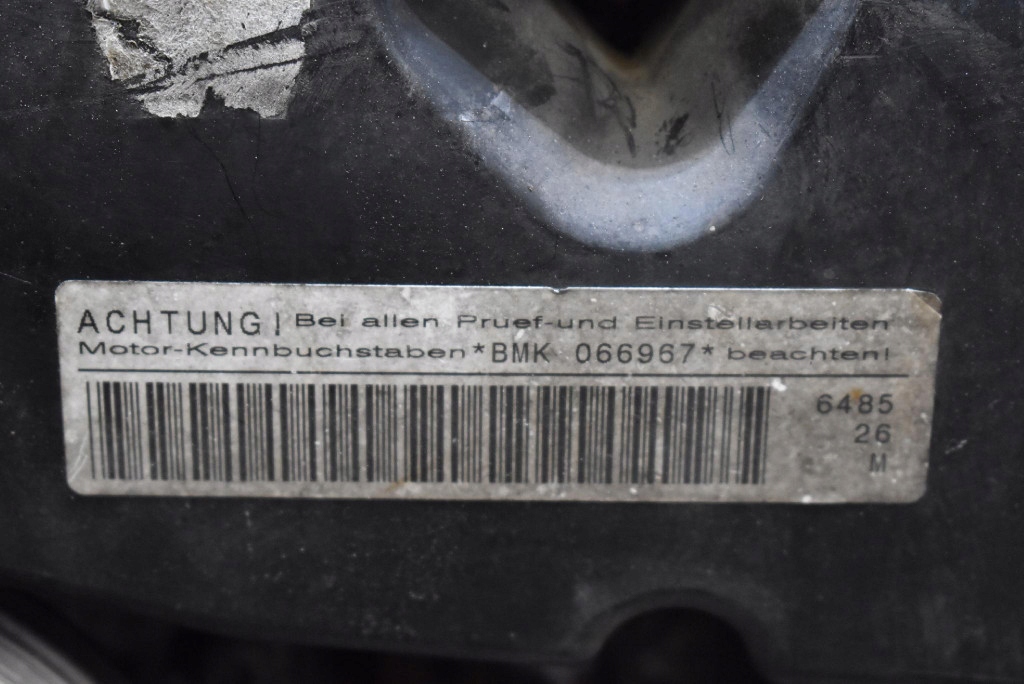 ACHTUNG! Bei allen Pruef-und Einstellarbeiten
Motor-Kennbuchstaben *BMK 066967* beachten!
6485
26
M